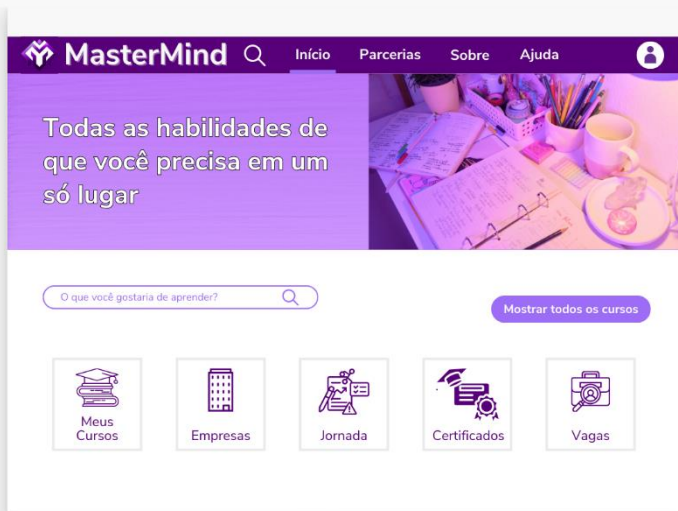 MasterMind Início Parcerias Sobre Ajuda
Todas as habilidades de
que você precisa em um
só lugar
O que você gostaria de aprender?
Mostrar todos os cursos
Meus
Cursos
Empresas
Jornada
Certificados
Vagas